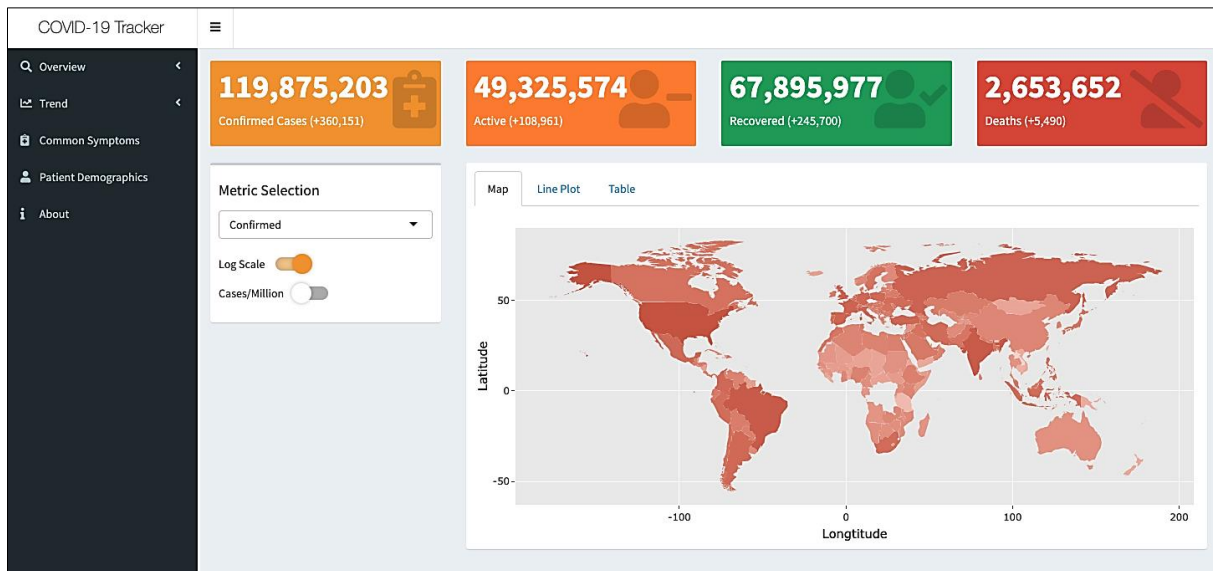 COVID-19 Tracker
Overview
Trend
Common Symptoms
Patient Demographics
i About
119,875,203
Confirmed Cases (+360,151)
49,325,574
Active (+108,961)
67,895,977
Recovered (+245,700)
2,653,652
Deaths (+5,490)
Metric Selection
Confirmed
Log Scale
Cases/Million
Map Line Plot Table
Latitude
50
0
-50
-100 0 100 200
Longtitude